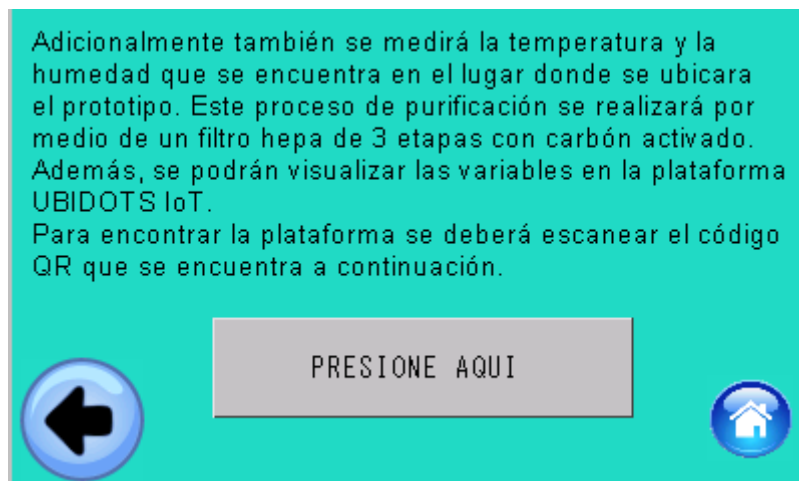 Adicionalmente también se medirá la temperatura y la
humedad que se encuentra en el lugar donde se ubicara
el prototipo. Este proceso de purificación se realizará por
medio de un filtro hepa de 3 etapas con carbón activado.
Además, se podrán visualizar las variables en la plataforma
UBIDOTS IoT.
Para encontrar la plataforma se deberá escanear el código
QR que se encuentra a continuación.
PRESIONE AQUI